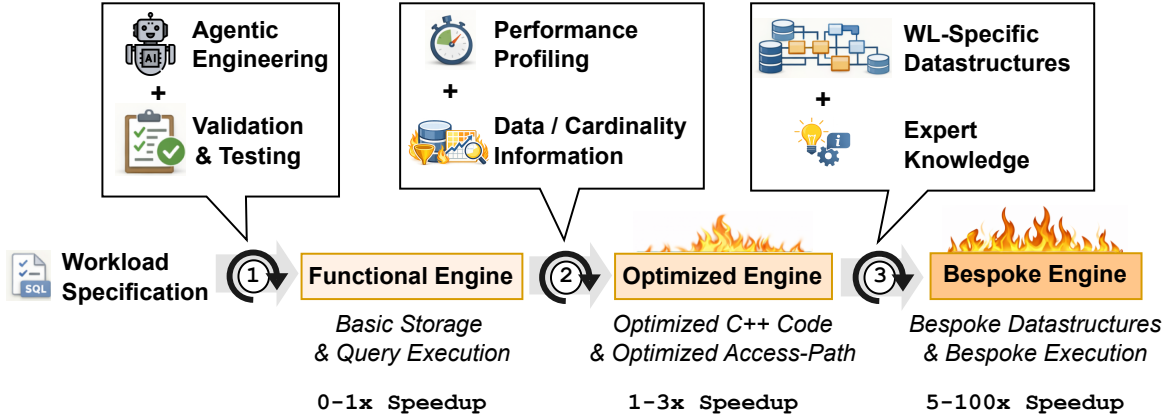 Agentic
Engineering
+
Validation
& Testing
AI
Performance
Profiling
+
Data / Cardinality
Information
WL-Specific
Datastructures
+
Expert
Knowledge
i
Workload
Specification
SQL
1
Functional Engine
2
Optimized Engine
3
Bespoke Engine
Basic Storage
& Query Execution
Optimized C++ Code
& Optimized Access-Path
Bespoke Datastructures
& Bespoke Execution
0-1x Speedup
1-3x Speedup
5-100x Speedup